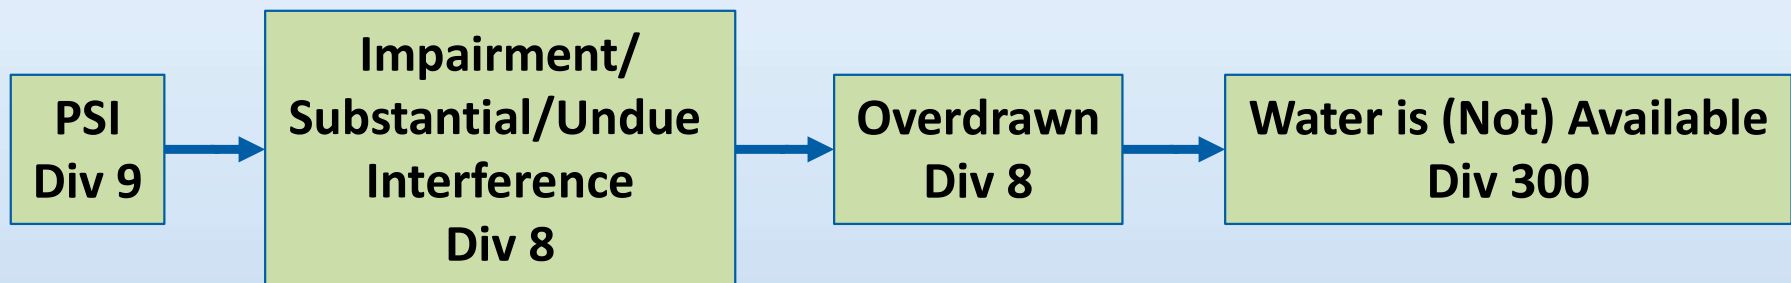 PSI
Div 9
Impairment/
Substantial/Undue
Interference
Div 8
Overdrawn
Div 8
Water is (Not) Available
Div 300